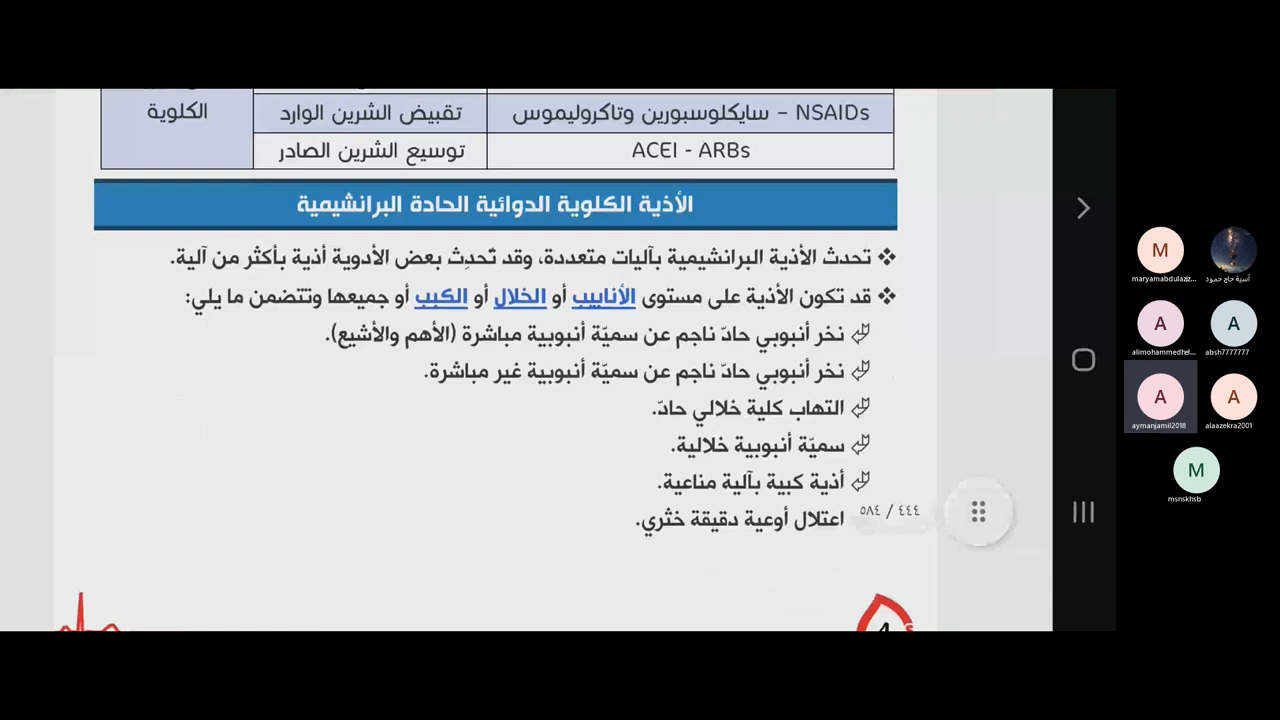 الكلوية
تقبيض الشرين الوارد
NSAIDs – سايكلوسبورين وتاكروليموس
توسيع الشرين الصادر
ACEI - ARBs
الأذية الكلوية الدوائية الحادة البرانشيمية
❖ تحدث الأذية البرانشيمية بآليات متعددة، وقد تُحدِث بعض الأدوية أذية بأكثر من آلية.
❖ قد تكون الأذية على مستوى الأنابيب أو الخلال أو الكبب أو جميعها وتتضمن ما يلي:
نخر أنبوبي حادّ ناجم عن سميّة أنبوبية مباشرة (الأهم والأشيع).
نخر أنبوبي حادّ ناجم عن سميّة أنبوبية غير مباشرة.
التهاب كلية خلالي حادّ.
سميّة أنبوبية خلالية.
أذية كبية بآلية مناعية.
اعتلال أوعية دقيقة خثري.
٤٤٤ / ٥٨٤
M
maryamabdulaziz...
آسية حاج حمود
A
alimohammedhel...
A
absh7777777
A
aymanjamil2018
A
alaazekra2001
M
msnskhsb